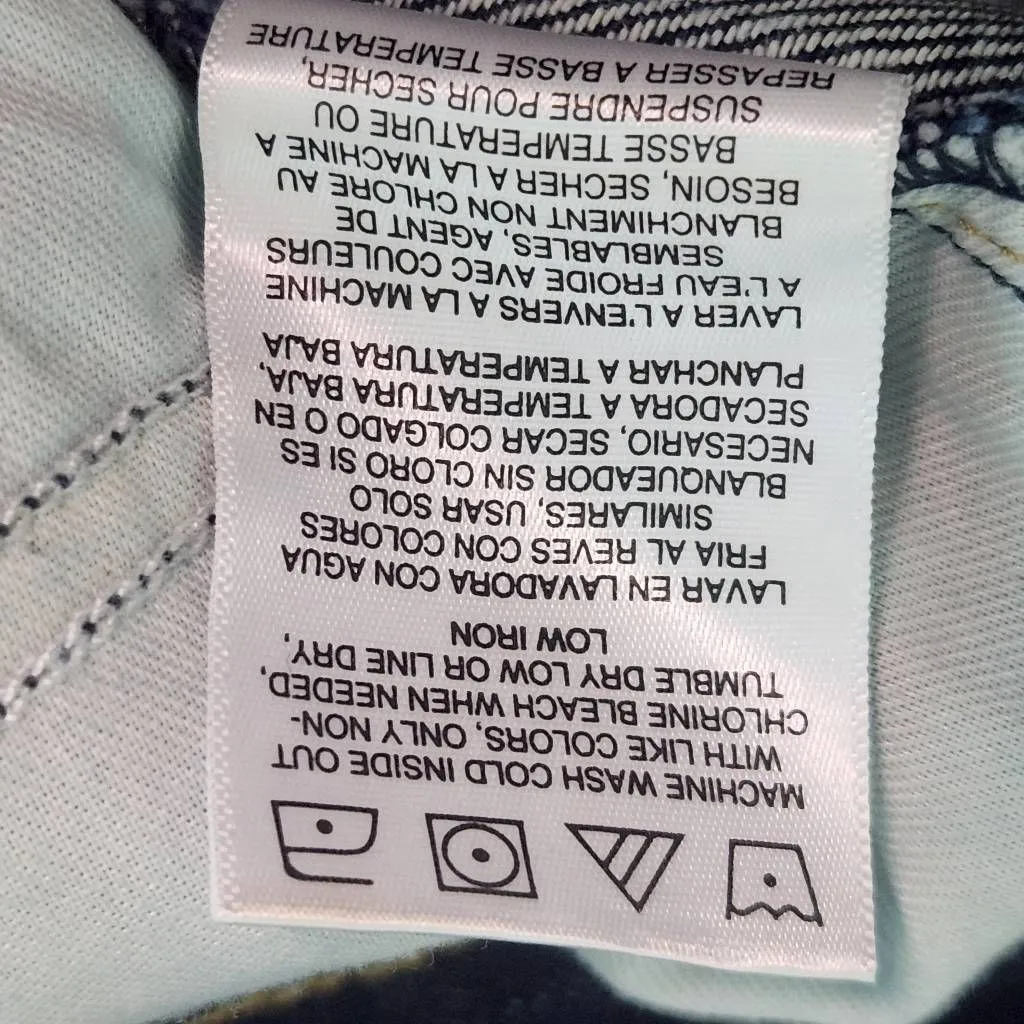 MACHINE WASH COLD INSIDE OUT
WITH LIKE COLORS, ONLY NON-
CHLORINE BLEACH WHEN NEEDED,
TUMBLE DRY LOW OR LINE DRY,
LOW IRON
LAVAR EN LAVADORA CON AGUA
FRIA AL REVES CON COLORES
SIMILARES, USAR SOLO
BLANQUEADOR SIN CLORO SI ES
NECESARIO, SECAR COLGADO O EN
SECADORA A TEMPERATURA BAJA,
PLANCHAR A TEMPERATURA BAJA
LAVER A L'ENVERS A LA MACHINE
A L'EAU FROIDE AVEC COULEURS
SEMBLABLES, AGENT DE
BLANCHIMENT NON CHLORE AU
BESOIN, SECHER A LA MACHINE A
BASSE TEMPERATURE OU
SUSPENDRE POUR SECHER,
REPASSER A BASSE TEMPERATURE